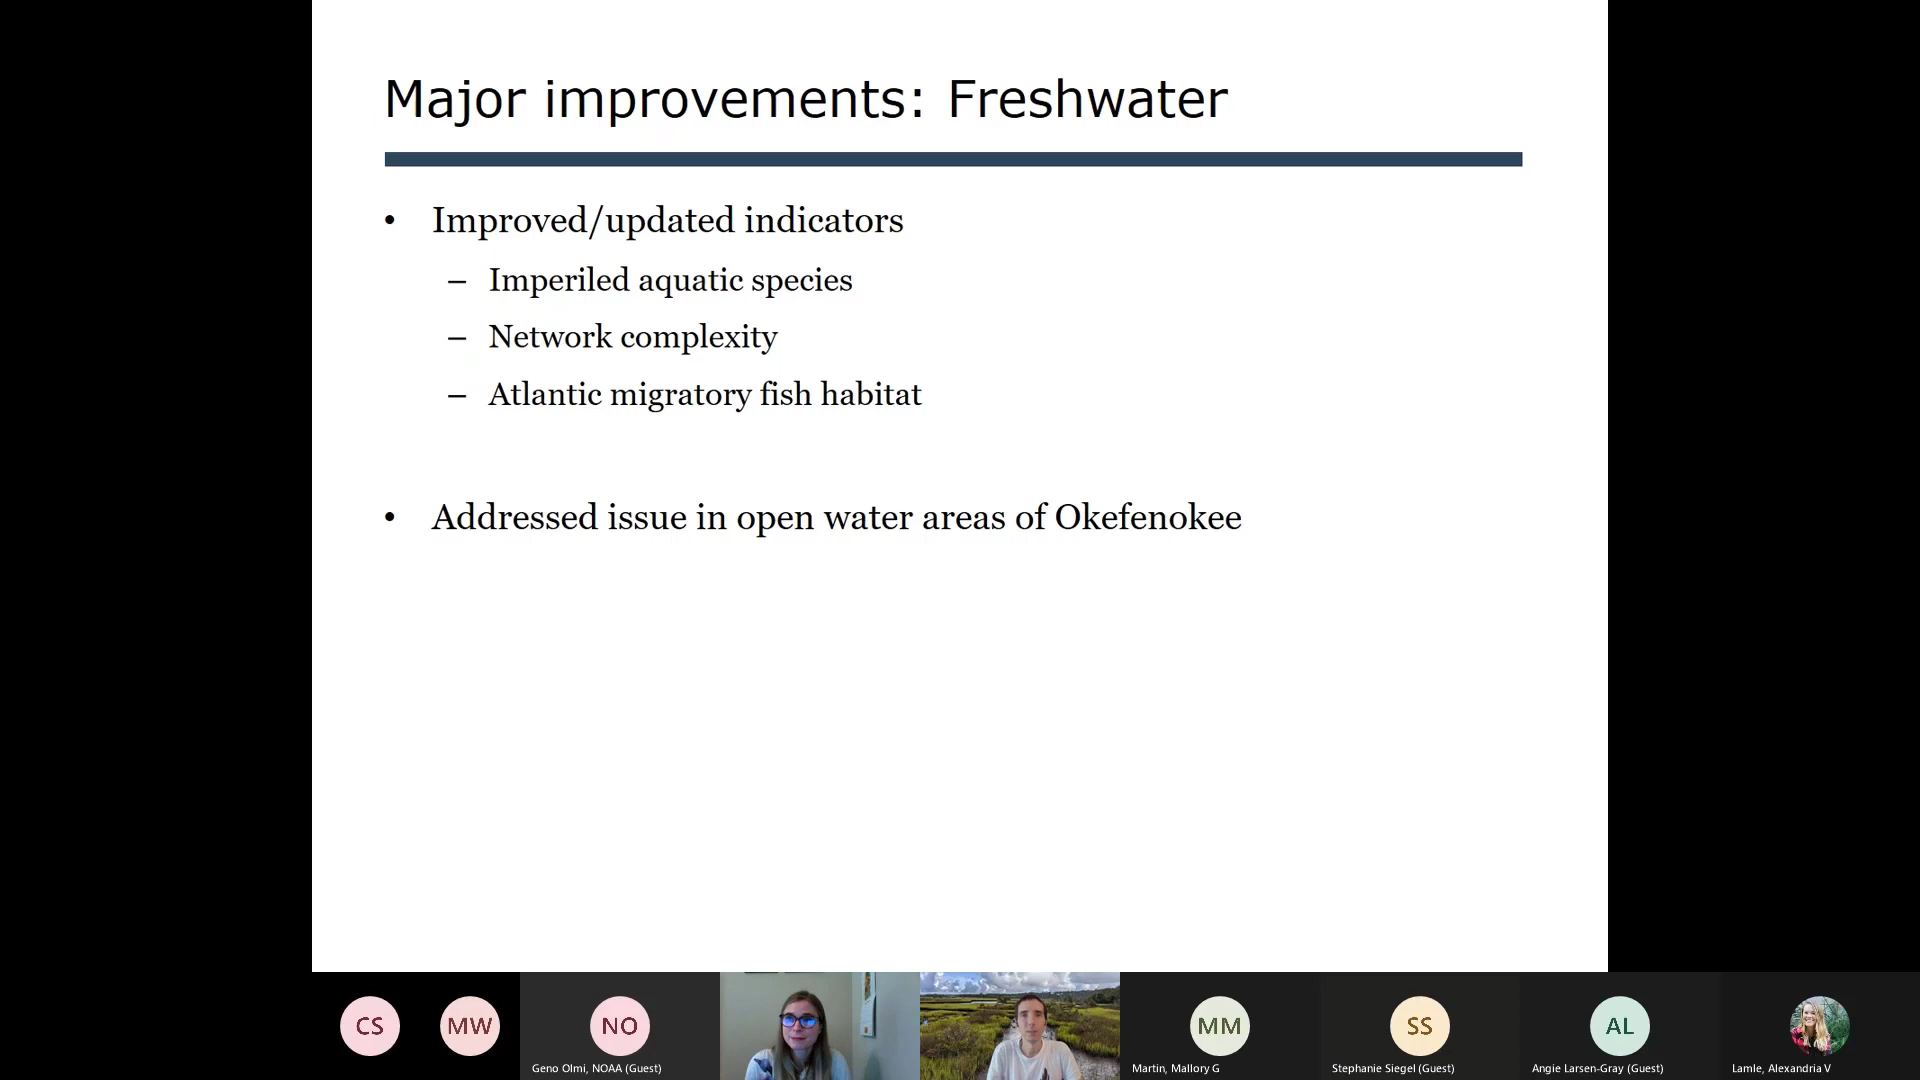 Major improvements: Freshwater
• Improved/updated indicators
– Imperiled aquatic species
– Network complexity
– Atlantic migratory fish habitat
• Addressed issue in open water areas of Okefenokee
CS
MW
NO
MM
SS
AL
Geno Olmi, NOAA (Guest)
Martin, Mallory G
Stephanie Siegel (Guest)
Angie Larsen-Gray (Guest)
Lamle, Alexandria V